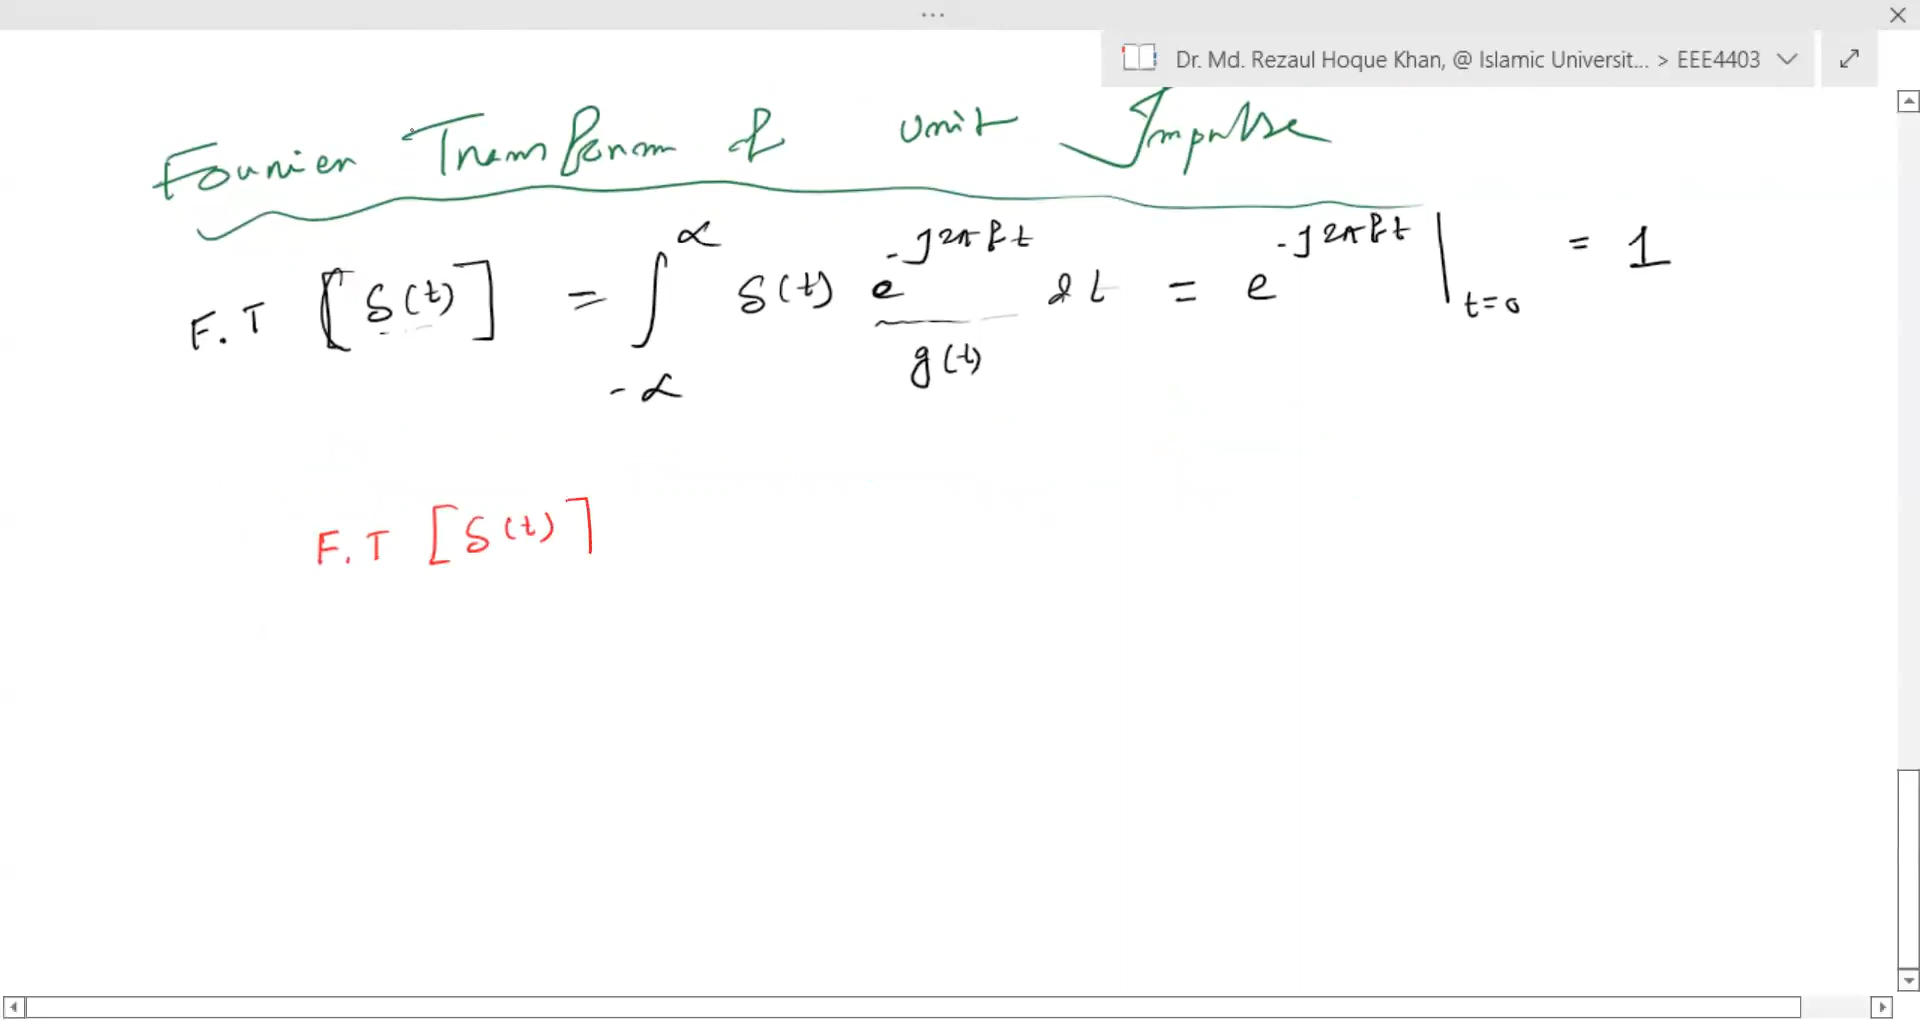 ...
Dr. Md. Rezaul Hoque Khan, @ Islamic Universit... > EEE4403
Fourier Transform of unit Impulse
F.T [δ(t)] = ∫_{-∞}^{∞} δ(t) e^{-j2πft} dt = e^{-j2πft} |_{t=0} = 1
g(t)
F.T [δ(t)]